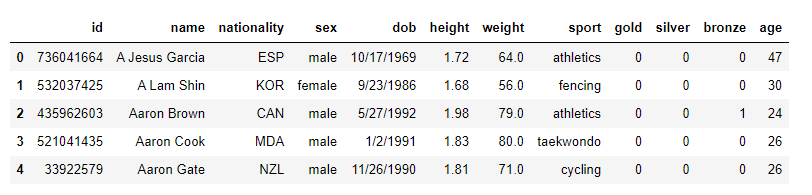 id name nationality sex dob height weight sport gold silver bronze age
0 736041664 A Jesus Garcia ESP male 10/17/1969 1.72 64.0 athletics 0 0 0 47
1 532037425 A Lam Shin KOR female 9/23/1986 1.68 56.0 fencing 0 0 0 30
2 435962603 Aaron Brown CAN male 5/27/1992 1.98 79.0 athletics 0 0 1 24
3 521041435 Aaron Cook MDA male 1/2/1991 1.83 80.0 taekwondo 0 0 0 26
4 33922579 Aaron Gate NZL male 11/26/1990 1.81 71.0 cycling 0 0 0 26